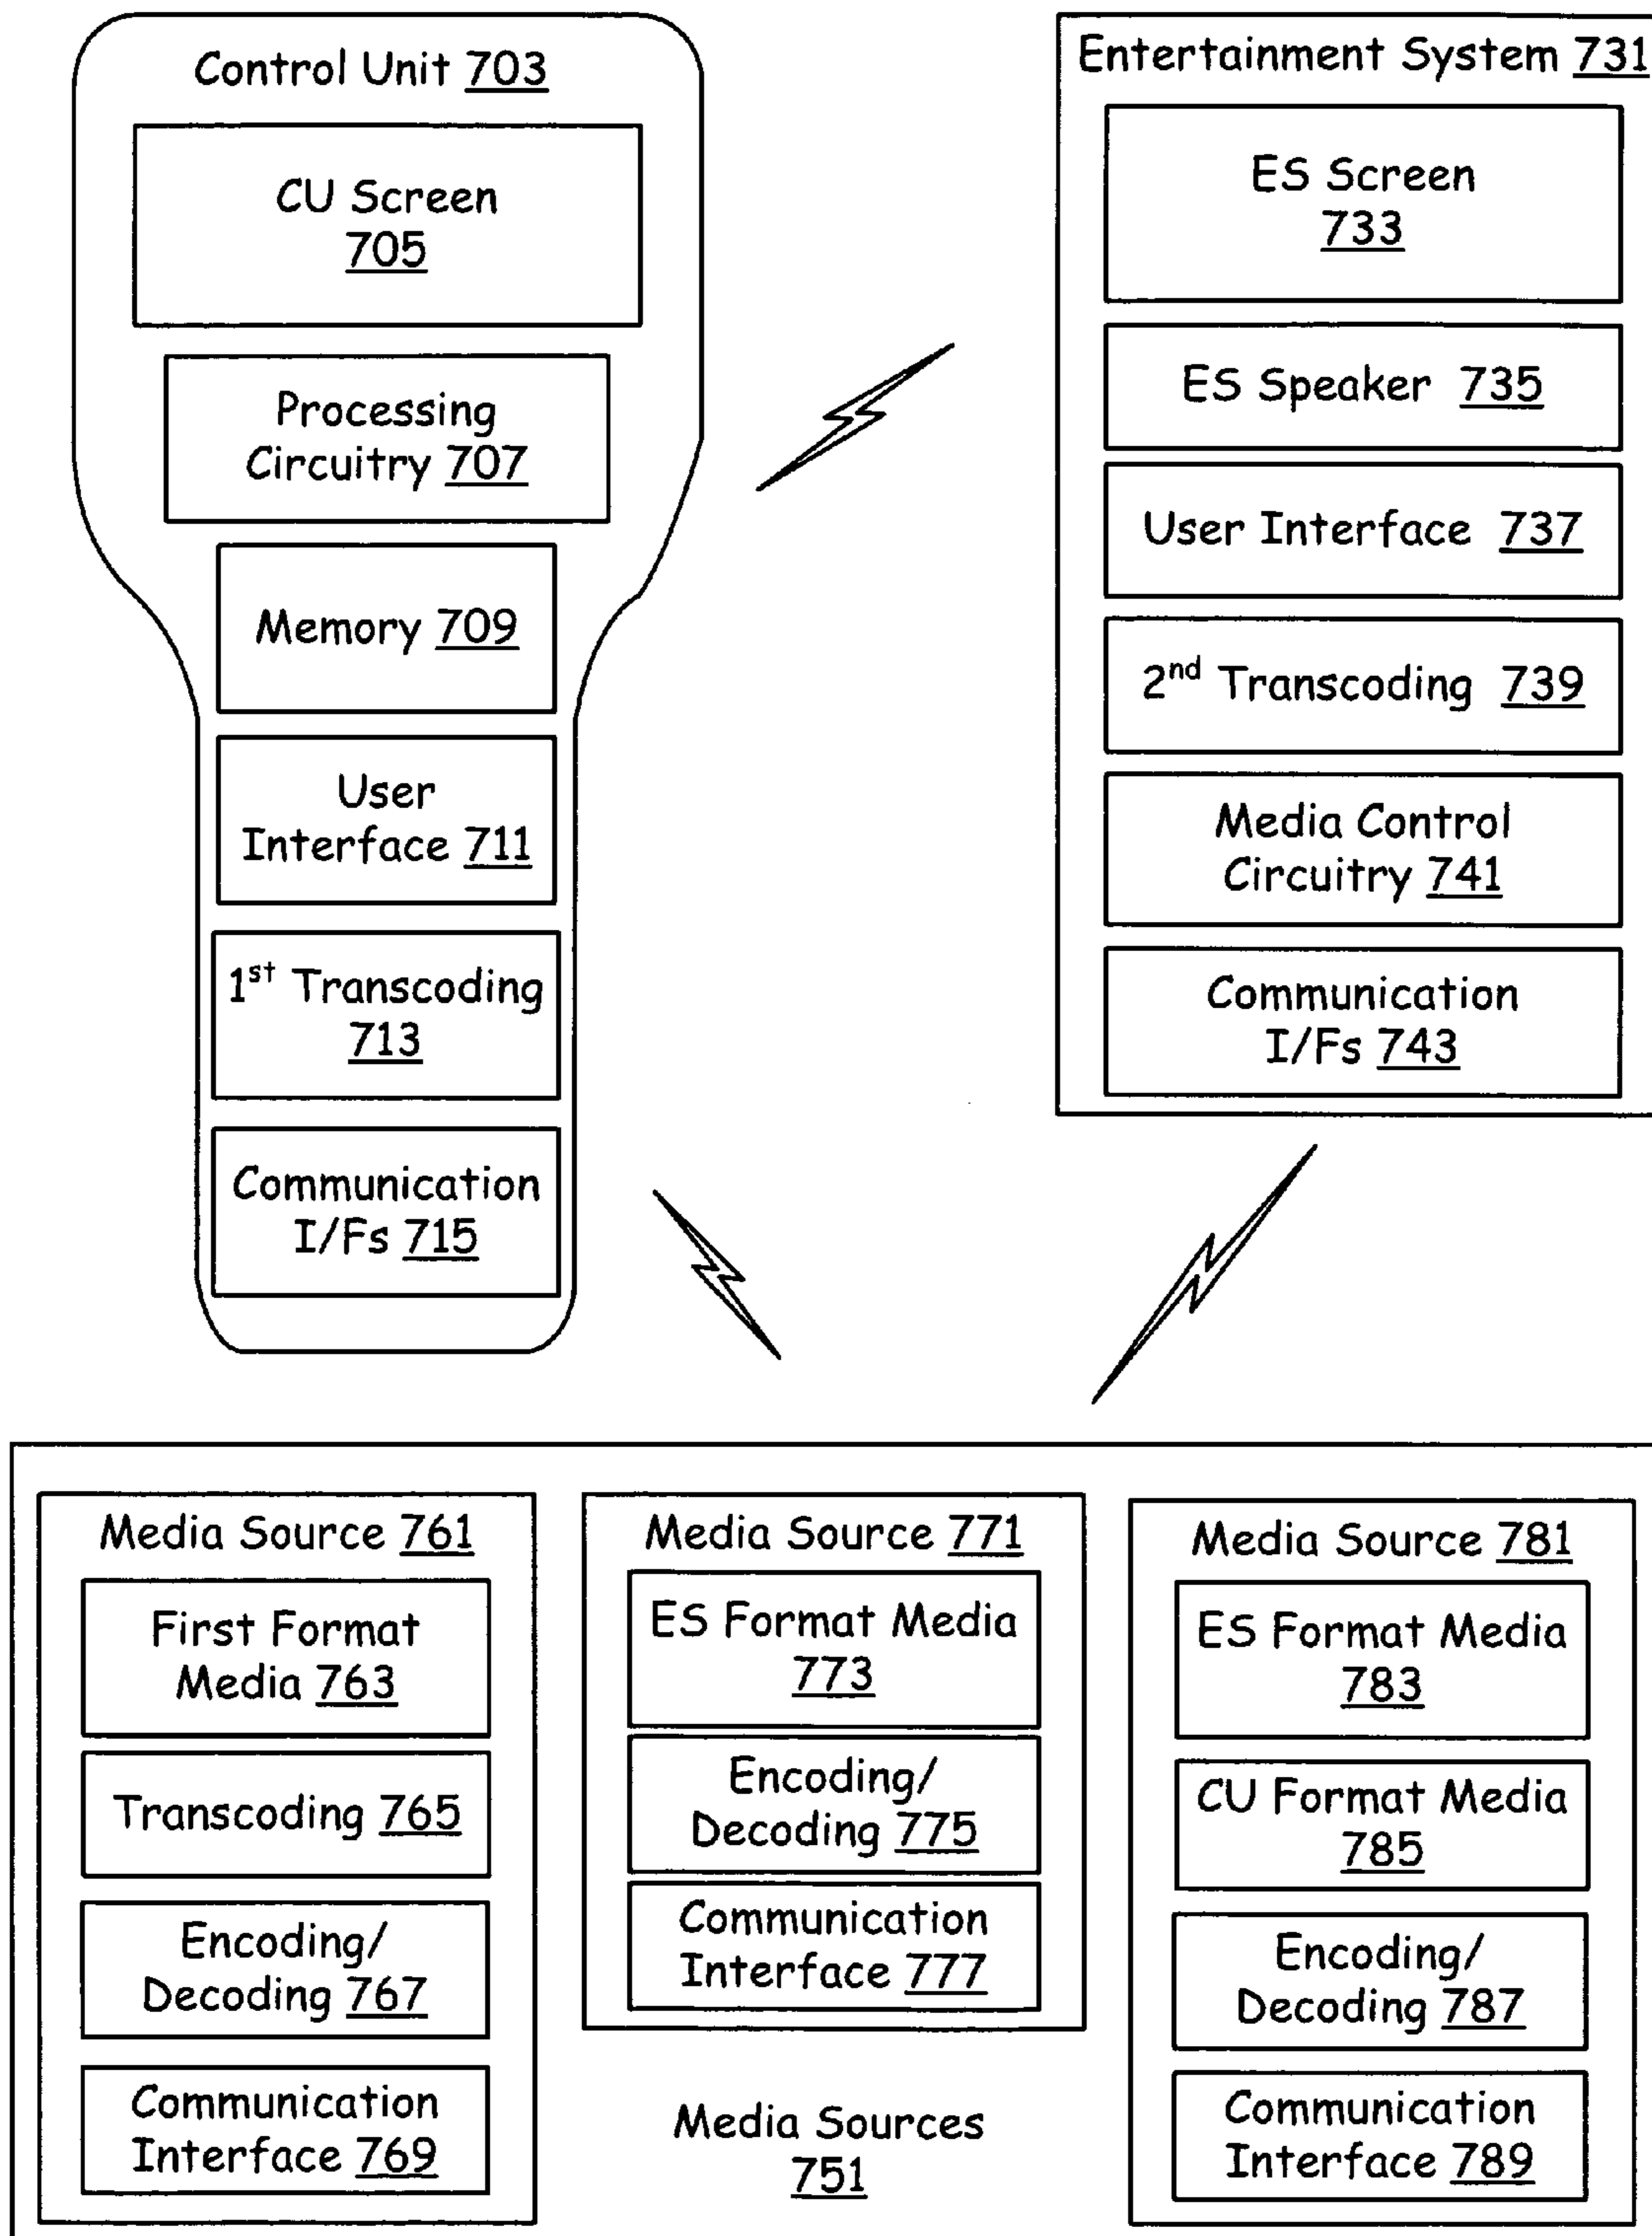 Control Unit 703
CU Screen
705
Processing
Circuitry 707
Memory 709
User
Interface 711
1st Transcoding
713
Communication
I/Fs 715
Entertainment System 731
ES Screen
733
ES Speaker 735
User Interface 737
2nd Transcoding 739
Media Control
Circuitry 741
Communication
I/Fs 743
Media Source 761
First Format
Media 763
Transcoding 765
Encoding/
Decoding 767
Communication
Interface 769
Media Source 771
ES Format Media
773
Encoding/
Decoding 775
Communication
Interface 777
Media Sources
751
Media Source 781
ES Format Media
783
CU Format Media
785
Encoding/
Decoding 787
Communication
Interface 789